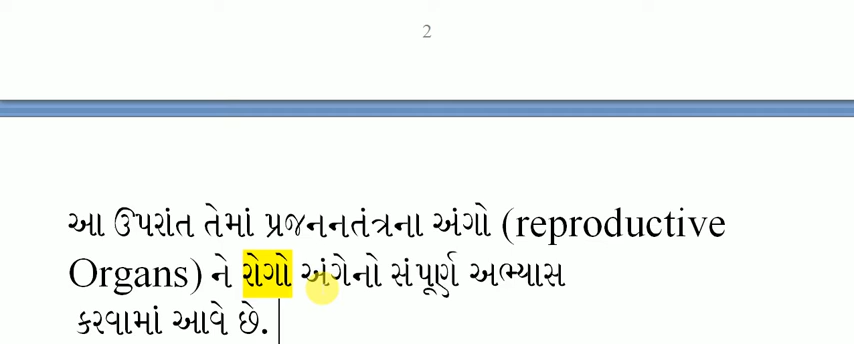 2
આ ઉપરાંત તેમાં પ્રજનનતંત્રના અંગો (reproductive
Organs) ને રોગો અંગેનો સંપૂર્ણ અભ્યાસ
કરવામાં આવે છે.